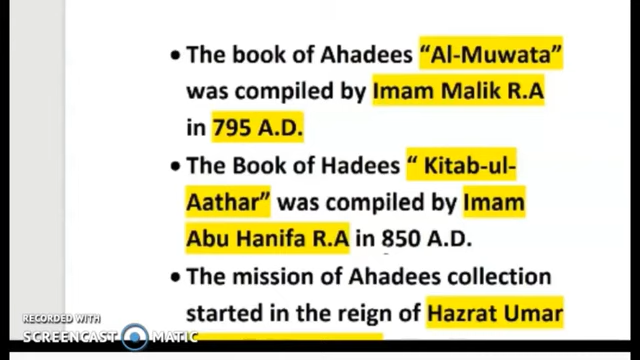 • The book of Ahadees “Al-Muwata”
was compiled by Imam Malik R.A
in 795 A.D.
• The Book of Hadees “ Kitab-ul-
Aathar” was compiled by Imam
Abu Hanifa R.A in 850 A.D.
• The mission of Ahadees collection
started in the reign of Hazrat Umar
RECORDED WITH
SCREENCAST MATIC